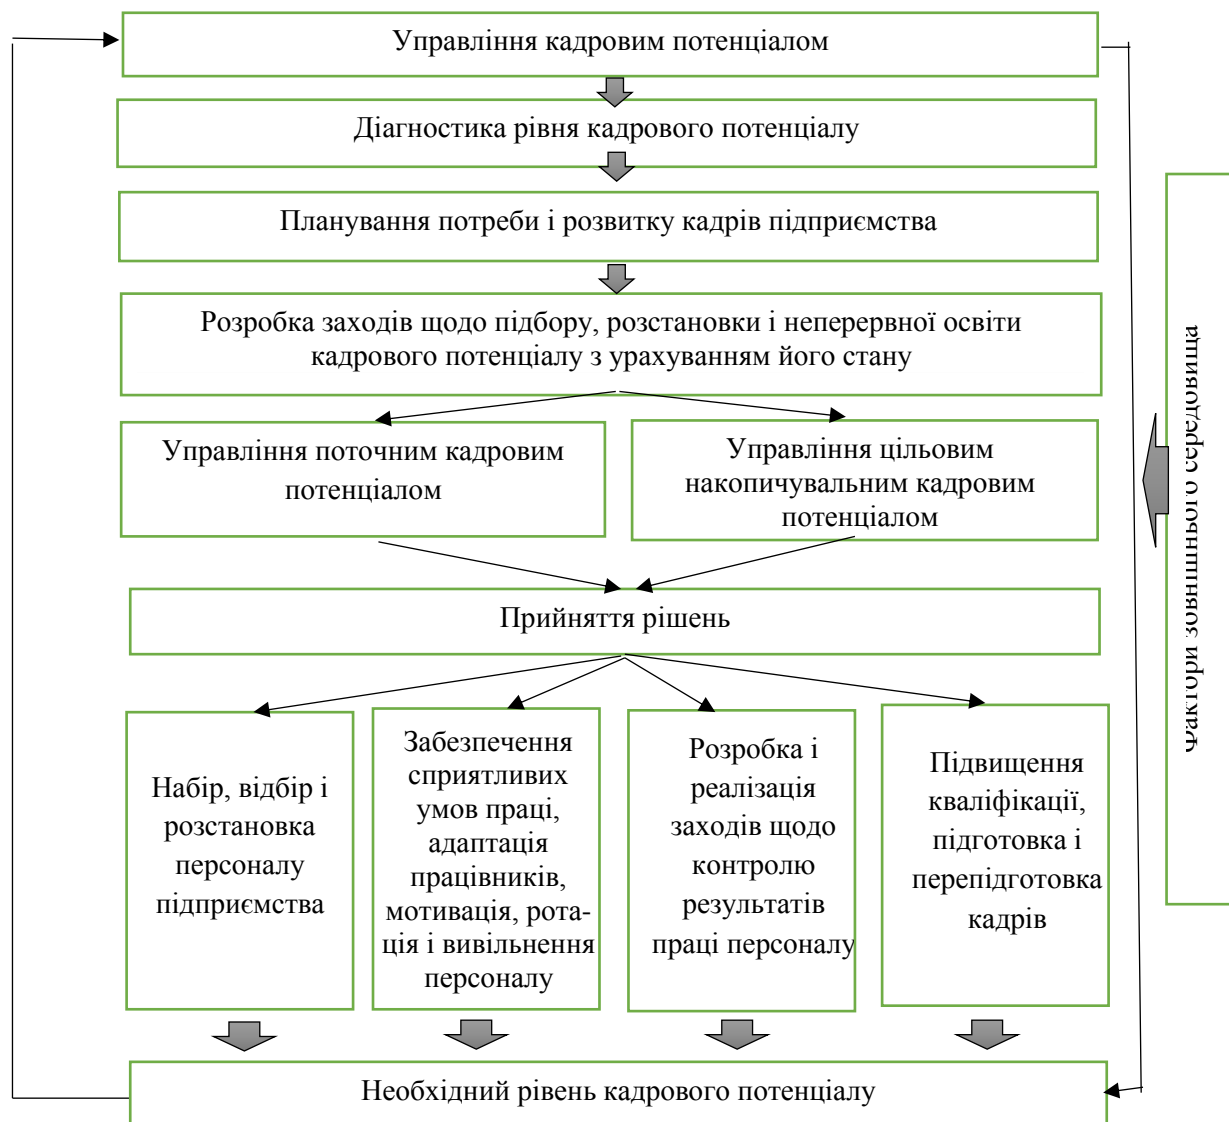 Управління кадровим потенціалом
Діагностика рівня кадрового потенціалу
Планування потреби і розвитку кадрів підприємства
Розробка заходів щодо підбору, розстановки і неперервної освіти
кадрового потенціалу з урахуванням його стану
Управління поточним кадровим
потенціалом
Управління цільовим
накопичувальним кадровим
потенціалом
Прийняття рішень
Набір, відбір і
розстановка
персоналу
підприємства
Забезпечення
сприятливих
умов праці,
адаптація
працівників,
мотивація, рота-
ція і вивільнення
персоналу
Розробка і
реалізація
заходів щодо
контролю
результатів
праці персоналу
Підвищення
кваліфікації,
підготовка і
перепідготовка
кадрів
Необхідний рівень кадрового потенціалу
Фактори зовнішнього середовища